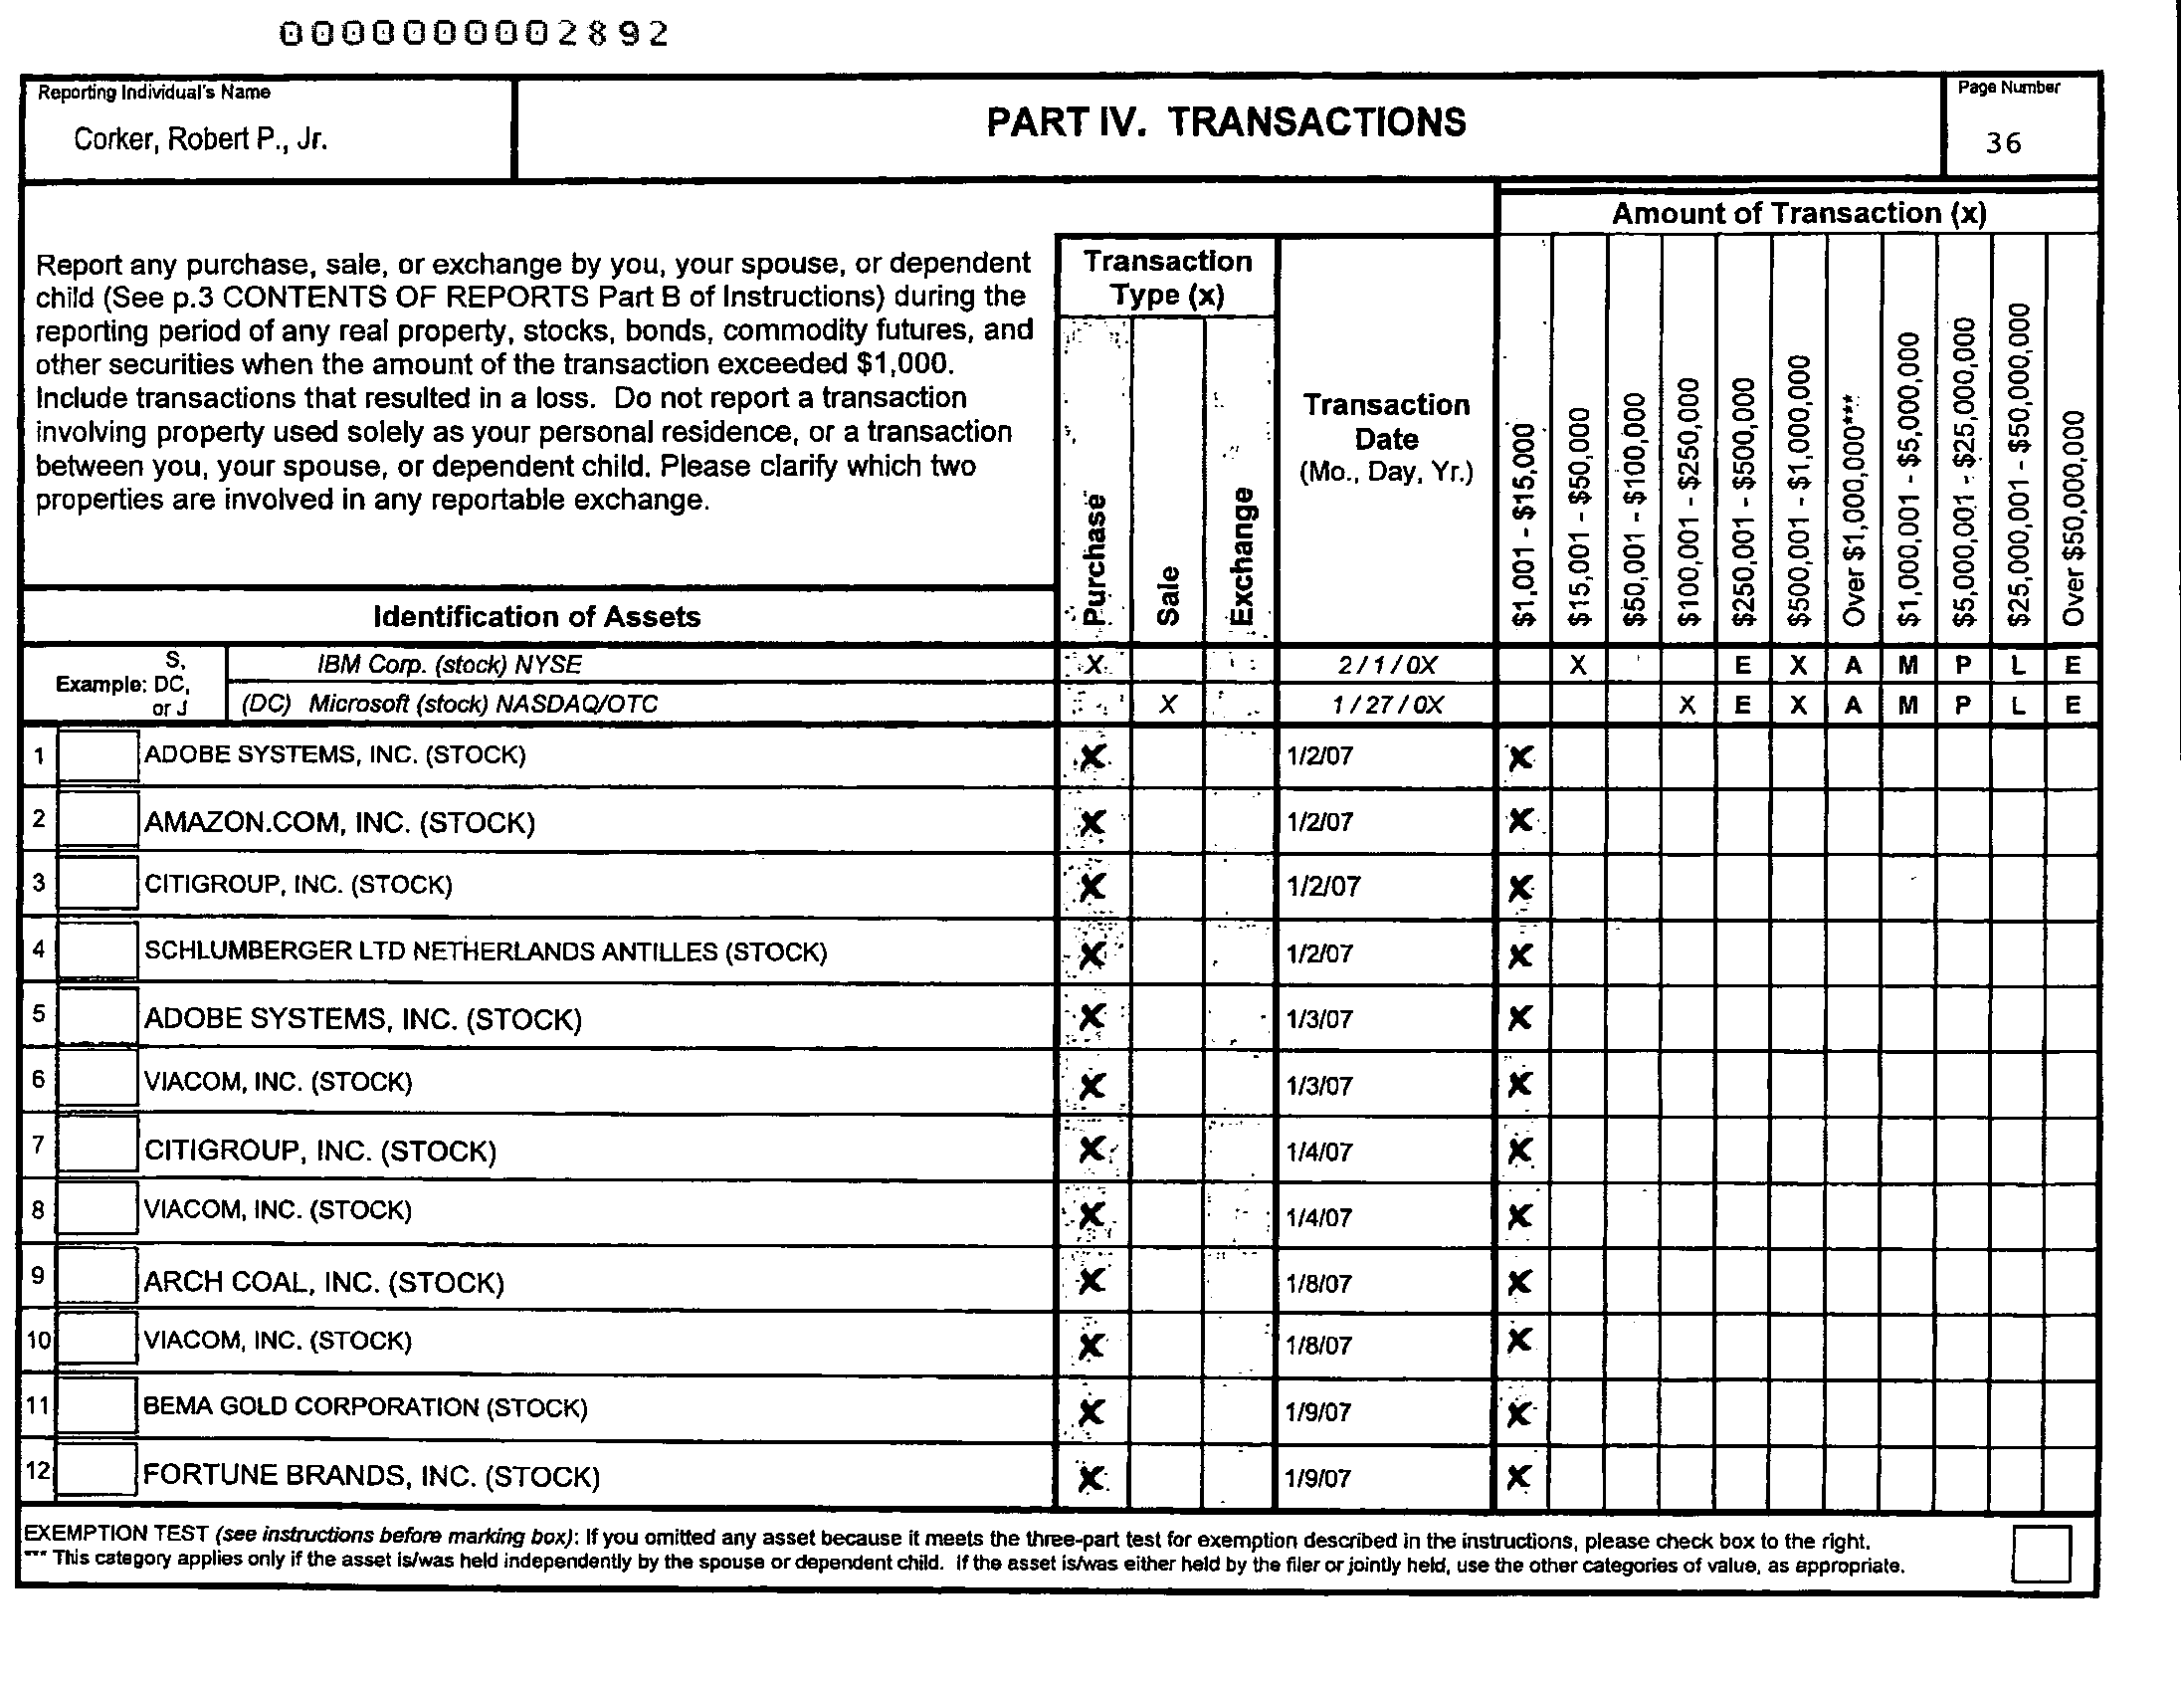 0000000002892
Reporting Individual's Name
Corker, Robert P., Jr.
PART IV. TRANSACTIONS
Page Number
36
Amount of Transaction (x)
Report any purchase, sale, or exchange by you, your spouse, or dependent
child (See p.3 CONTENTS OF REPORTS Part B of Instructions) during the
reporting period of any real property, stocks, bonds, commodity futures, and
other securities when the amount of the transaction exceeded $1,000.
Include transactions that resulted in a loss. Do not report a transaction
involving property used solely as your personal residence, or a transaction
between you, your spouse, or dependent child. Please clarify which two
properties are involved in any reportable exchange.
Transaction
Type (x)
Purchase
Sale
Exchange
Transaction
Date
(Mo., Day, Yr.)
$1,001 - $15,000
$15,001 - $50,000
$50,001 - $100,000
$100,001 - $250,000
$250,001 - $500,000
$500,001 - $1,000,000
Over $1,000,000***
$1,000,001 - $5,000,000
$5,000,001 - $25,000,000
$25,000,001 - $50,000,000
Over $50,000,000
Identification of Assets
Example: S, DC, or J
IBM Corp. (stock) NYSE X 2/1/0X X E X A M P L E
(DC) Microsoft (stock) NASDAQ/OTC X 1/27/0X X E X A M P L E
1 ADOBE SYSTEMS, INC. (STOCK) X 1/2/07 X
2 AMAZON.COM, INC. (STOCK) X 1/2/07 X
3 CITIGROUP, INC. (STOCK) X 1/2/07 X
4 SCHLUMBERGER LTD NETHERLANDS ANTILLES (STOCK) X 1/2/07 X
5 ADOBE SYSTEMS, INC. (STOCK) X 1/3/07 X
6 VIACOM, INC. (STOCK) X 1/3/07 X
7 CITIGROUP, INC. (STOCK) X 1/4/07 X
8 VIACOM, INC. (STOCK) X 1/4/07 X
9 ARCH COAL, INC. (STOCK) X 1/8/07 X
10 VIACOM, INC. (STOCK) X 1/8/07 X
11 BEMA GOLD CORPORATION (STOCK) X 1/9/07 X
12 FORTUNE BRANDS, INC. (STOCK) X 1/9/07 X
EXEMPTION TEST (see instructions before marking box): If you omitted any asset because it meets the three-part test for exemption described in the instructions, please check box to the right.
*** This category applies only if the asset is/was held independently by the spouse or dependent child. If the asset is/was either held by the filer or jointly held, use the other categories of value, as appropriate.